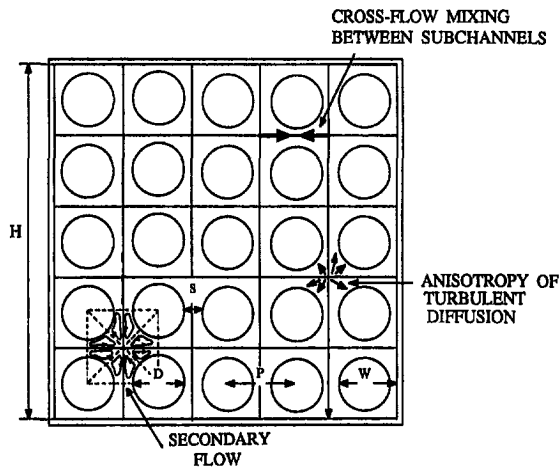 CROSS-FLOW MIXING
BETWEEN SUBCHANNELS
H
S
ANISOTROPY OF
TURBULENT
DIFFUSION
D
P
W
SECONDARY
FLOW